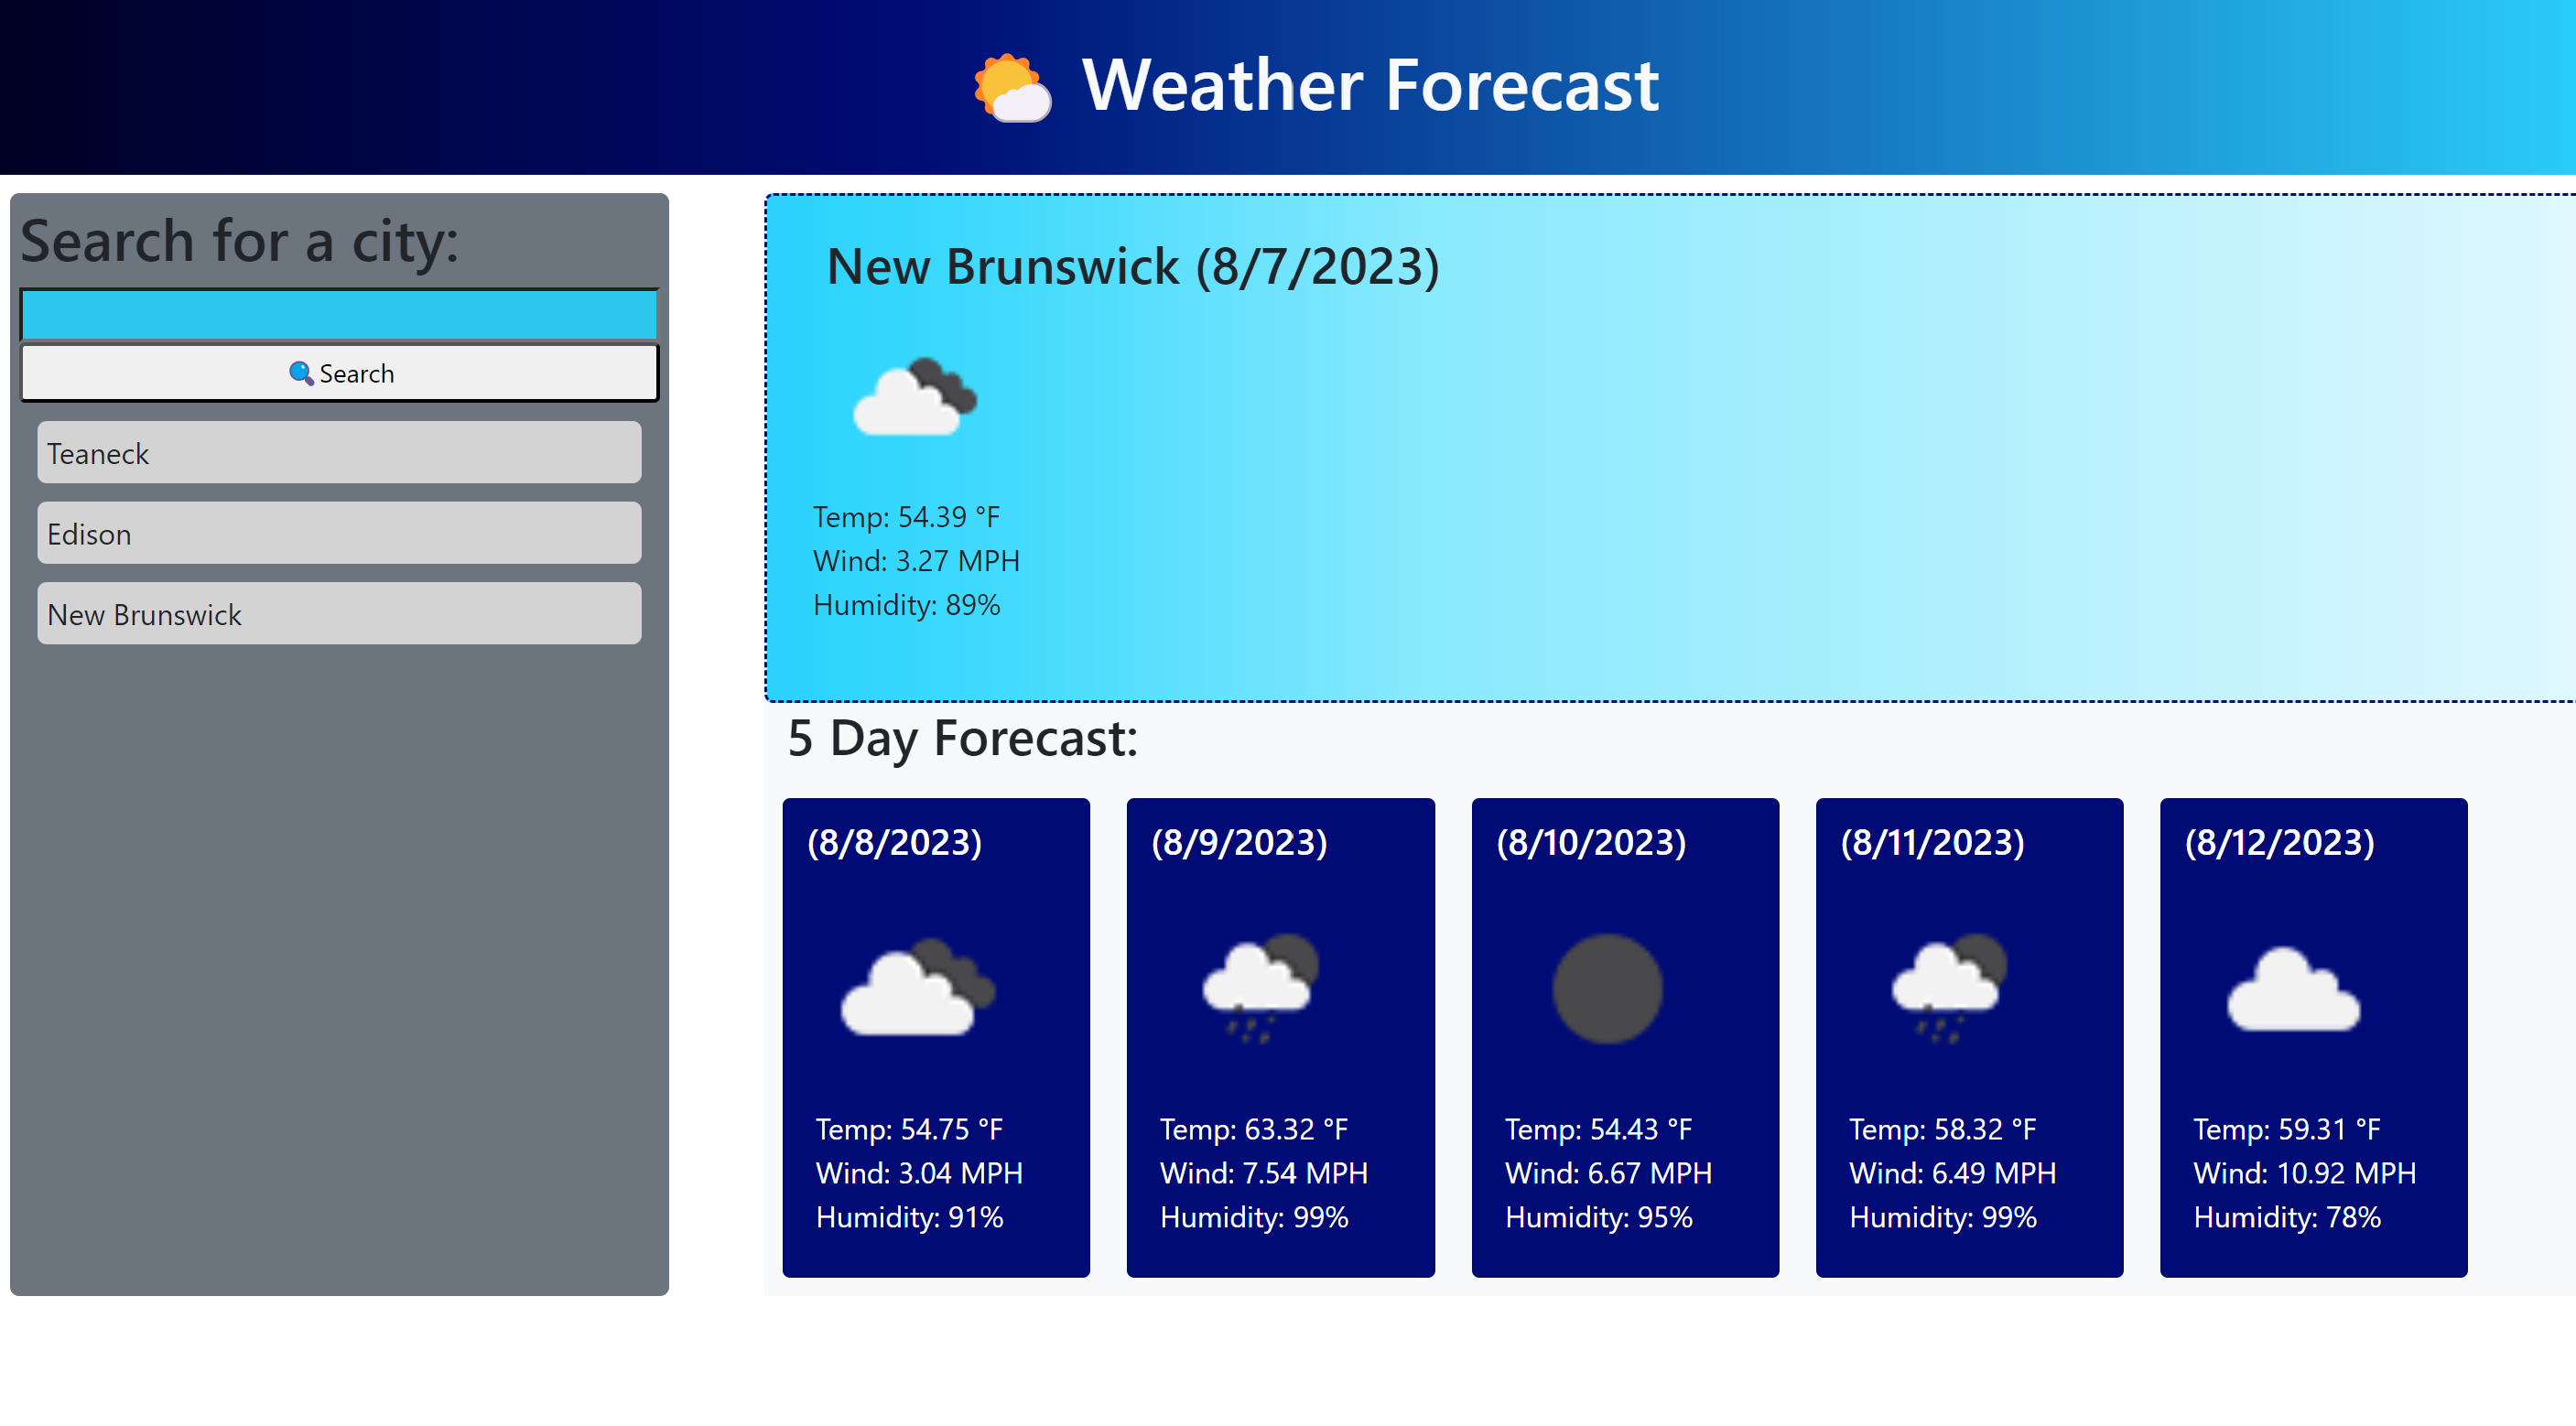 Weather Forecast
Search for a city:
Search
Teaneck
Edison
New Brunswick
New Brunswick (8/7/2023)
Temp: 54.39 °F
Wind: 3.27 MPH
Humidity: 89%
5 Day Forecast:
(8/8/2023)
Temp: 54.75 °F
Wind: 3.04 MPH
Humidity: 91%
(8/9/2023)
Temp: 63.32 °F
Wind: 7.54 MPH
Humidity: 99%
(8/10/2023)
Temp: 54.43 °F
Wind: 6.67 MPH
Humidity: 95%
(8/11/2023)
Temp: 58.32 °F
Wind: 6.49 MPH
Humidity: 99%
(8/12/2023)
Temp: 59.31 °F
Wind: 10.92 MPH
Humidity: 78%